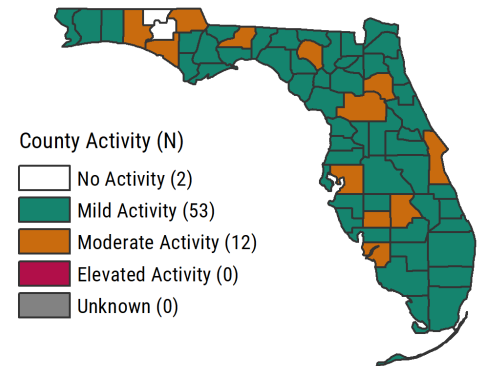 County Activity (N)
No Activity (2)
Mild Activity (53)
Moderate Activity (12)
Elevated Activity (0)
Unknown (0)